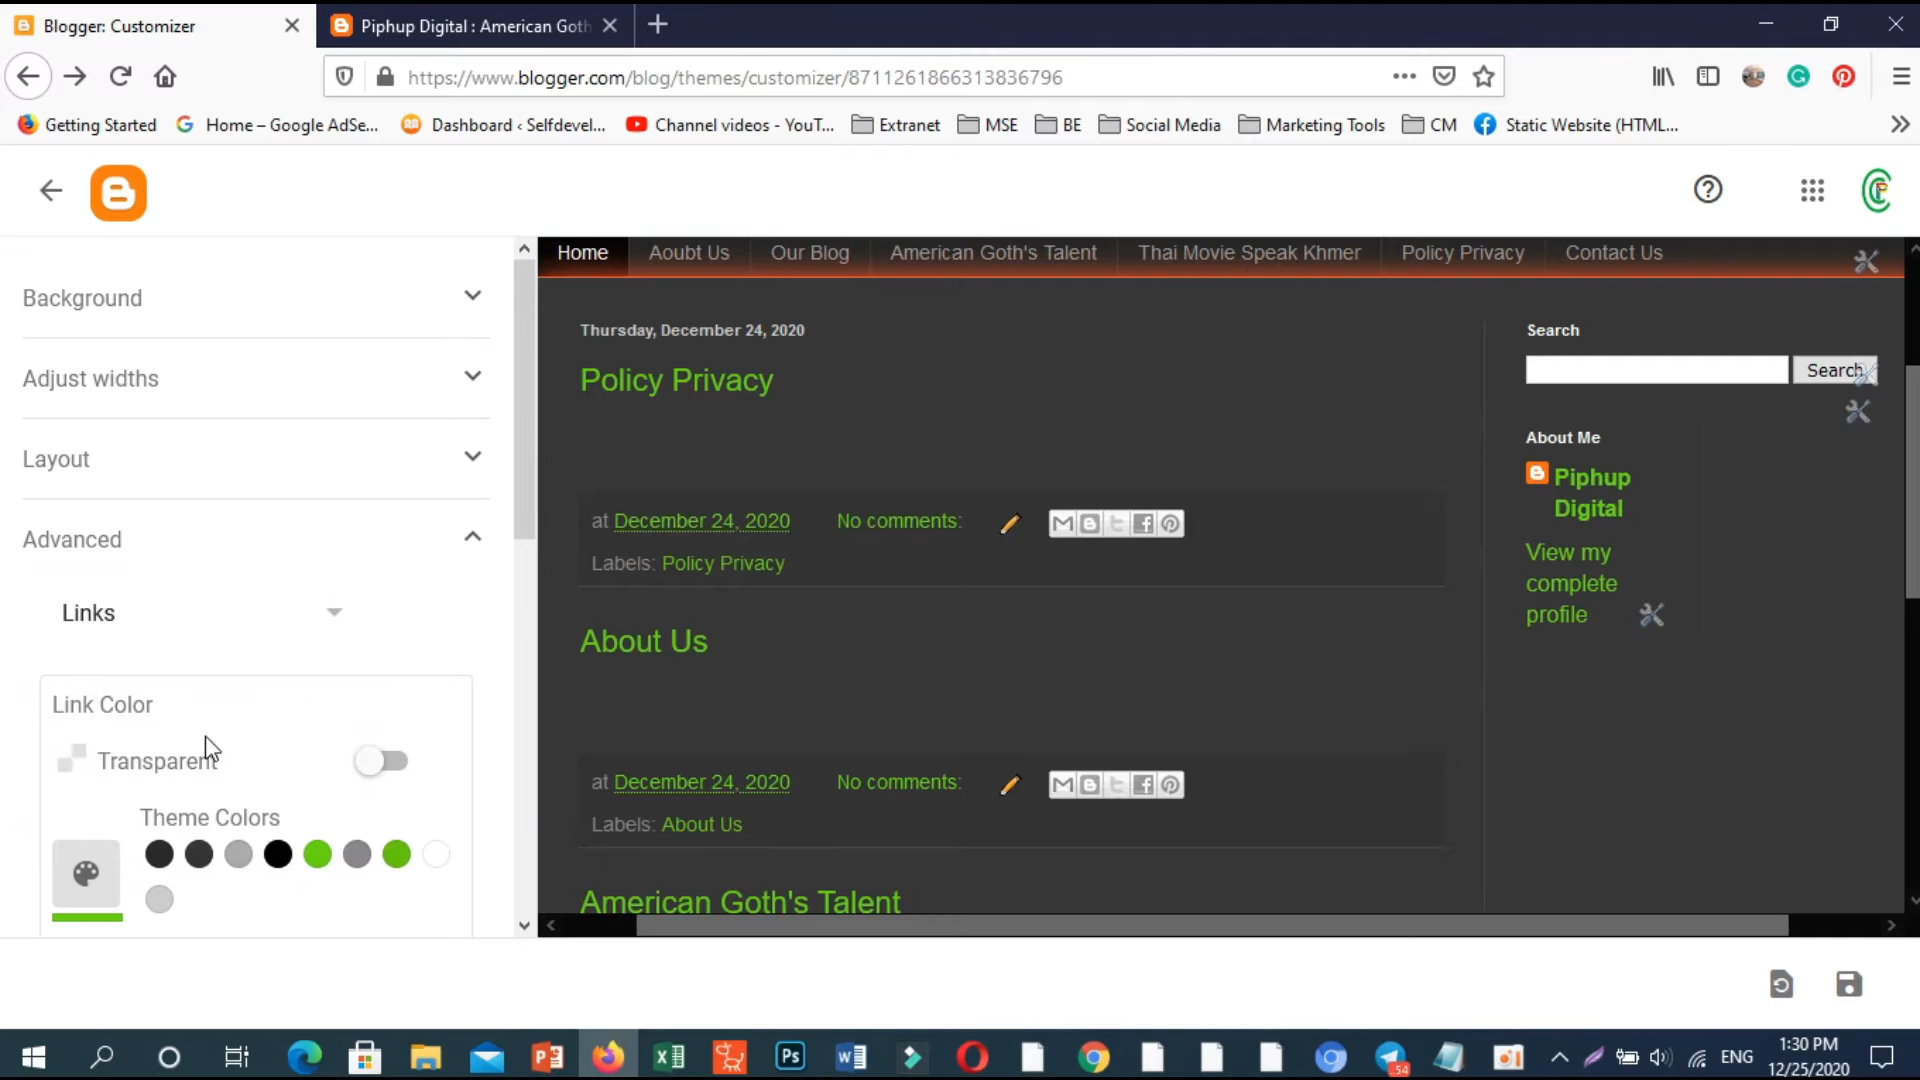 Blogger: Customizer
Piphup Digital : American Goth
https://www.blogger.com/blog/themes/customizer/8711261866313836796
Getting Started
Home – Google AdSe...
Dashboard ‹ Selfdevel...
Channel videos - YouT...
Extranet
MSE
BE
Social Media
Marketing Tools
CM
Static Website (HTML...
Home
Aoubt Us
Our Blog
American Goth's Talent
Thai Movie Speak Khmer
Policy Privacy
Contact Us
Background
Adjust widths
Layout
Advanced
Links
Link Color
Transparent
Theme Colors
Thursday, December 24, 2020
Policy Privacy
at December 24, 2020 No comments:
Labels: Policy Privacy
About Us
at December 24, 2020 No comments:
Labels: About Us
American Goth's Talent
Search
Search
About Me
Piphup
Digital
View my
complete
profile
54
ENG
1:30 PM
12/25/2020